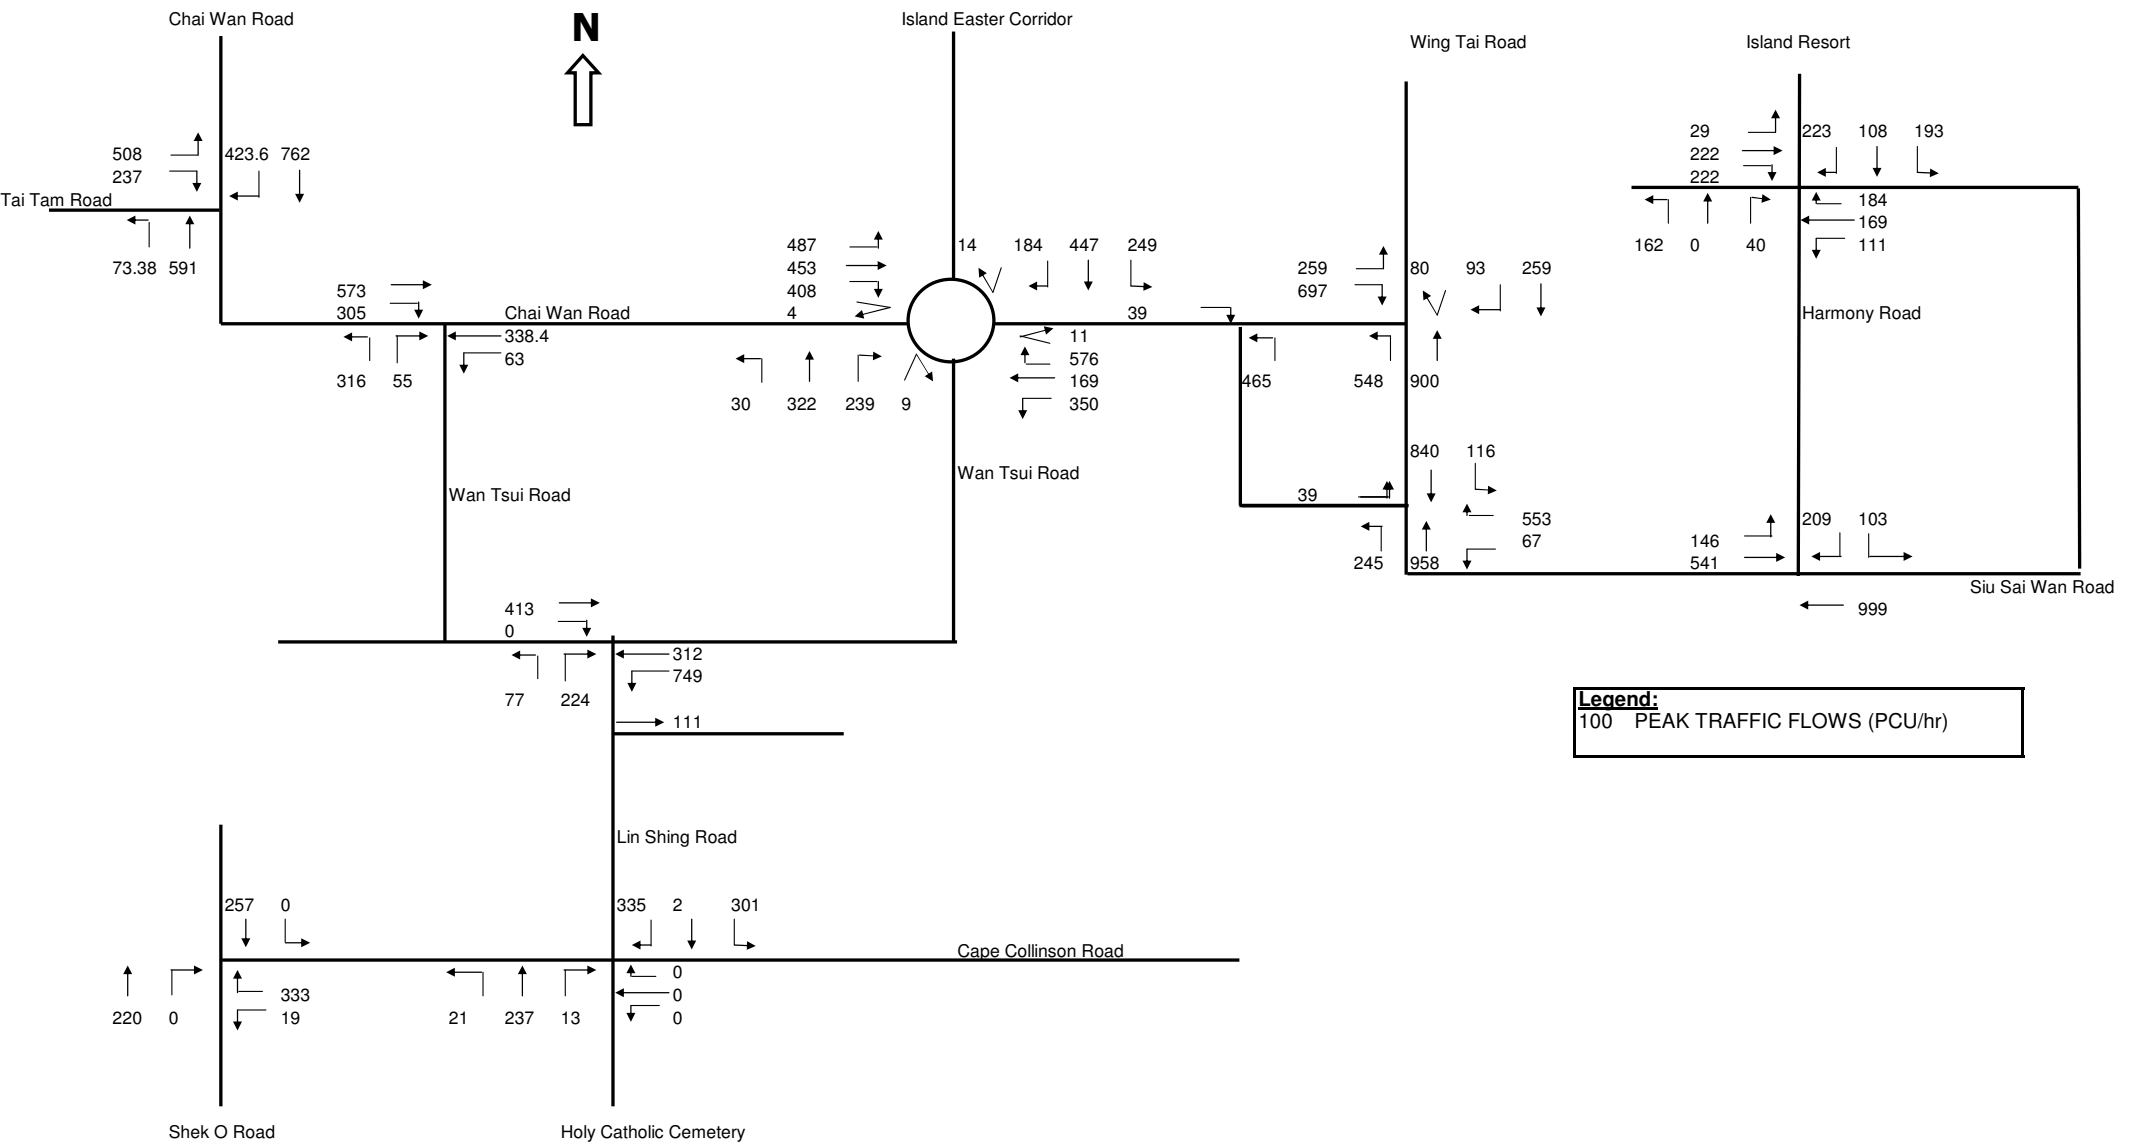 Chai Wan Road
N
Island Easter Corridor
Wing Tai Road
Island Resort
508
237
423.6 762
Tai Tam Road
73.38 591
29
222
222
223 108 193
184
169
111
162 0 40
487
453
408
4
14 184 447 249
259
697
80 93 259
573
305
Chai Wan Road
39
Harmony Road
338.4
63
316 55
11
576
169
350
30 322 239 9
465 548 900
840 116
Wan Tsui Road
Wan Tsui Road
39
553
67
245 958
146
541
209 103
Siu Sai Wan Road
999
413
0
312
749
77 224
111
Legend:
100 PEAK TRAFFIC FLOWS (PCU/hr)
Lin Shing Road
257 0
335 2 301
Cape Collinson Road
333
19
220 0
0
0
0
21 237 13
Shek O Road
Holy Catholic Cemetery